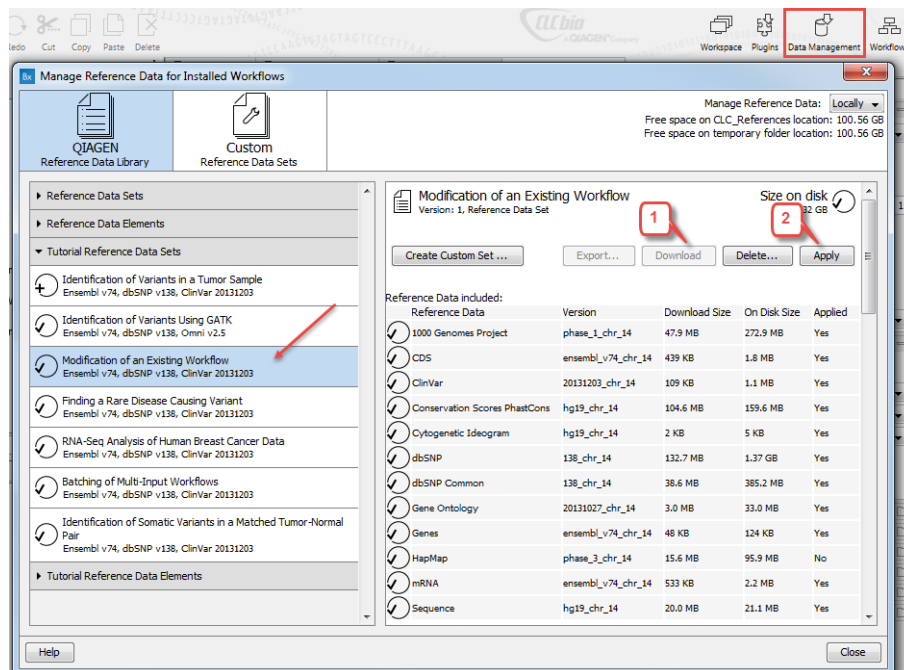 CLC bio
A QIAGEN Company
Cut Copy Paste Delete
Workspace Plugins Data Management
Bx Manage Reference Data for Installed Workflows
QIAGEN
Reference Data Library
Custom
Reference Data Sets
Manage Reference Data: Locally
Free space on CLC_References location: 100.56 GB
Free space on temporary folder location: 100.56 GB
Reference Data Sets
Reference Data Elements
Tutorial Reference Data Sets
Identification of Variants in a Tumor Sample
Ensembl v74, dbSNP v138, ClinVar 20131203
Identification of Variants Using GATK
Ensembl v74, dbSNP v138, Omni v2.5
Modification of an Existing Workflow
Ensembl v74, dbSNP v138, ClinVar 20131203
Finding a Rare Disease Causing Variant
Ensembl v74, dbSNP v138, ClinVar 20131203
RNA-Seq Analysis of Human Breast Cancer Data
Ensembl v74, dbSNP v138, ClinVar 20131203
Batching of Multi-Input Workflows
Ensembl v74, dbSNP v138, ClinVar 20131203
Identification of Somatic Variants in a Matched Tumor-Normal
Pair
Ensembl v74, dbSNP v138, ClinVar 20131203
Tutorial Reference Data Elements
Modification of an Existing Workflow
Version: 1, Reference Data Set
Size on disk
32 GB
1
2
Create Custom Set ... Export... Download Delete... Apply
Reference Data included:
Reference Data Version Download Size On Disk Size Applied
1000 Genomes Project phase_1_chr_14 47.9 MB 272.9 MB Yes
CDS ensembl_v74_chr_14 439 KB 1.8 MB Yes
ClinVar 20131203_chr_14 109 KB 1.1 MB Yes
Conservation Scores PhastCons hg19_chr_14 104.6 MB 159.6 MB Yes
Cytogenetic Ideogram hg19_chr_14 2 KB 5 KB Yes
dbSNP 138_chr_14 132.7 MB 1.37 GB Yes
dbSNP Common 138_chr_14 38.6 MB 385.2 MB Yes
Gene Ontology 20131027_chr_14 3.0 MB 33.0 MB Yes
Genes ensembl_v74_chr_14 48 KB 124 KB Yes
HapMap phase_3_chr_14 15.6 MB 95.9 MB No
mRNA ensembl_v74_chr_14 533 KB 2.2 MB Yes
Sequence hg19_chr_14 20.0 MB 21.1 MB Yes
Help Close